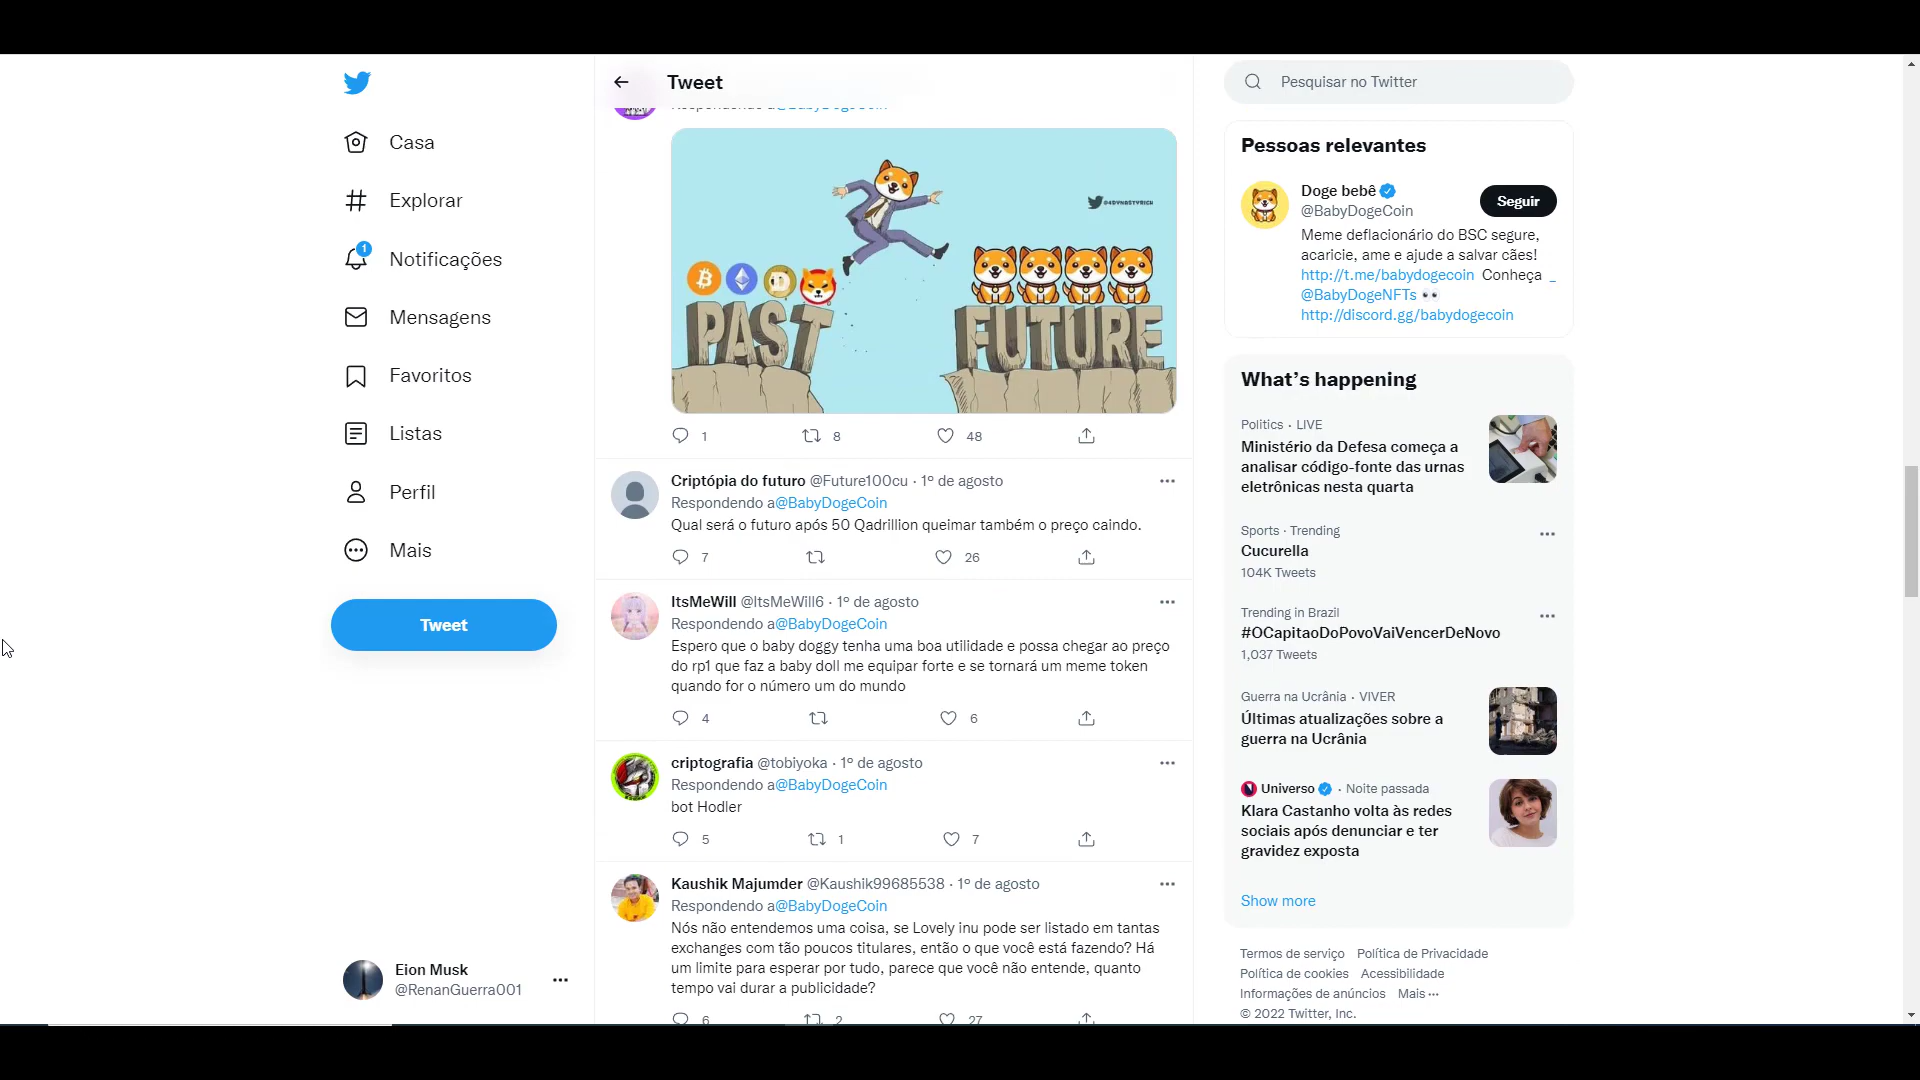 Casa
Explorar
1
Notificações
Mensagens
Favoritos
Listas
Perfil
Mais
Tweet
Eion Musk
@RenanGuerra001
Tweet
Respondendo a@BabyDogeCoin
@4DYNASTYRICH
PAST
FUTURE
1
8
48
Criptópia do futuro @Future100cu · 1º de agosto
Respondendo a@BabyDogeCoin
Qual será o futuro após 50 Qadrillion queimar também o preço caindo.
7
26
ItsMeWill @ItsMeWill6 · 1º de agosto
Respondendo a@BabyDogeCoin
Espero que o baby doggy tenha uma boa utilidade e possa chegar ao preço
do rp1 que faz a baby doll me equipar forte e se tornará um meme token
quando for o número um do mundo
4
6
criptografia @tobiyoka · 1º de agosto
Respondendo a@BabyDogeCoin
bot Hodler
5
1
7
Kaushik Majumder @Kaushik99685538 · 1º de agosto
Respondendo a@BabyDogeCoin
Nós não entendemos uma coisa, se Lovely inu pode ser listado em tantas
exchanges com tão poucos titulares, então o que você está fazendo? Há
um limite para esperar por tudo, parece que você não entende, quanto
tempo vai durar a publicidade?
6
2
27
Pesquisar no Twitter
Pessoas relevantes
Doge bebê
@BabyDogeCoin
Seguir
Meme deflacionário do BSC segure,
acaricie, ame e ajude a salvar cães!
http://t.me/babydogecoin Conheça _
@BabyDogeNFTs 👀
http://discord.gg/babydogecoin
What's happening
Politics · LIVE
Ministério da Defesa começa a
analisar código-fonte das urnas
eletrônicas nesta quarta
Sports · Trending
Cucurella
104K Tweets
Trending in Brazil
#OCapitaoDoPovoVaiVencerDeNovo
1,037 Tweets
Guerra na Ucrânia · VIVER
Últimas atualizações sobre a
guerra na Ucrânia
Universo · Noite passada
Klara Castanho volta às redes
sociais após denunciar e ter
gravidez exposta
Show more
Termos de serviço Política de Privacidade
Política de cookies Acessibilidade
Informações de anúncios Mais ···
© 2022 Twitter, Inc.